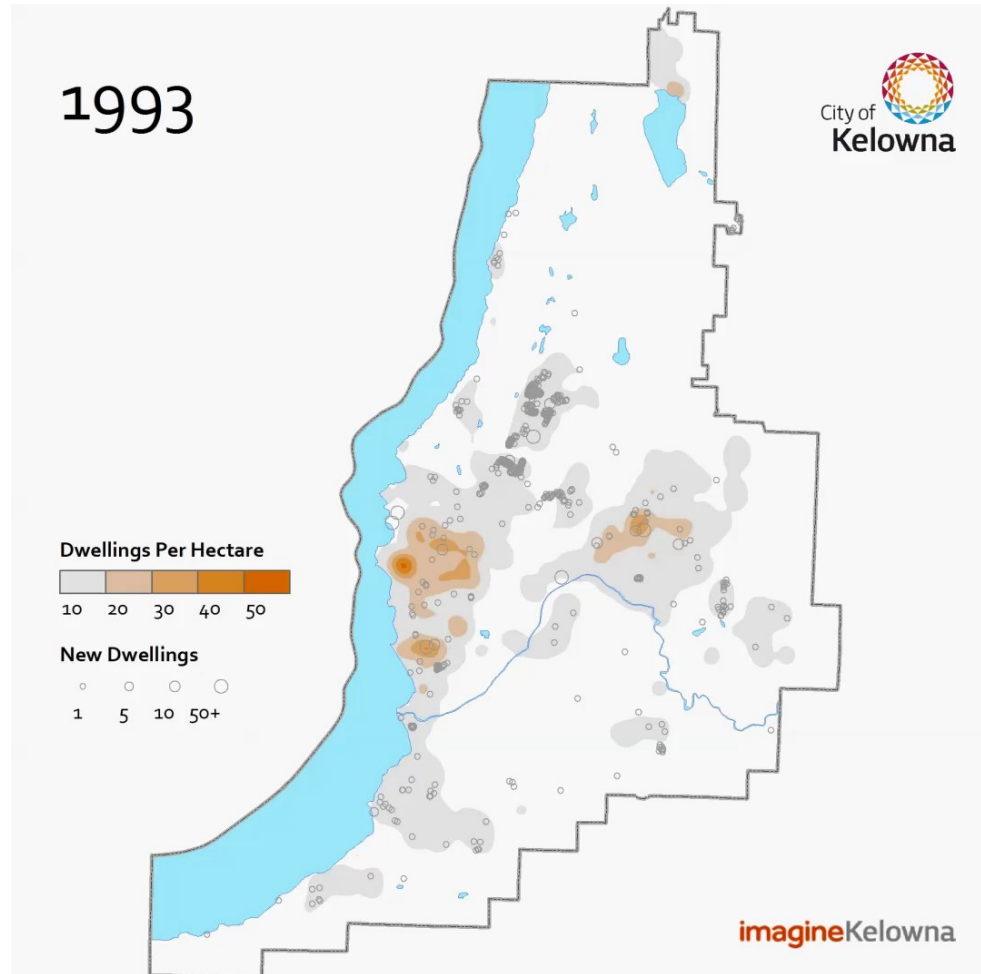 1993
City of
Kelowna
Dwellings Per Hectare
10 20 30 40 50
New Dwellings
1 5 10 50+
imagineKelowna